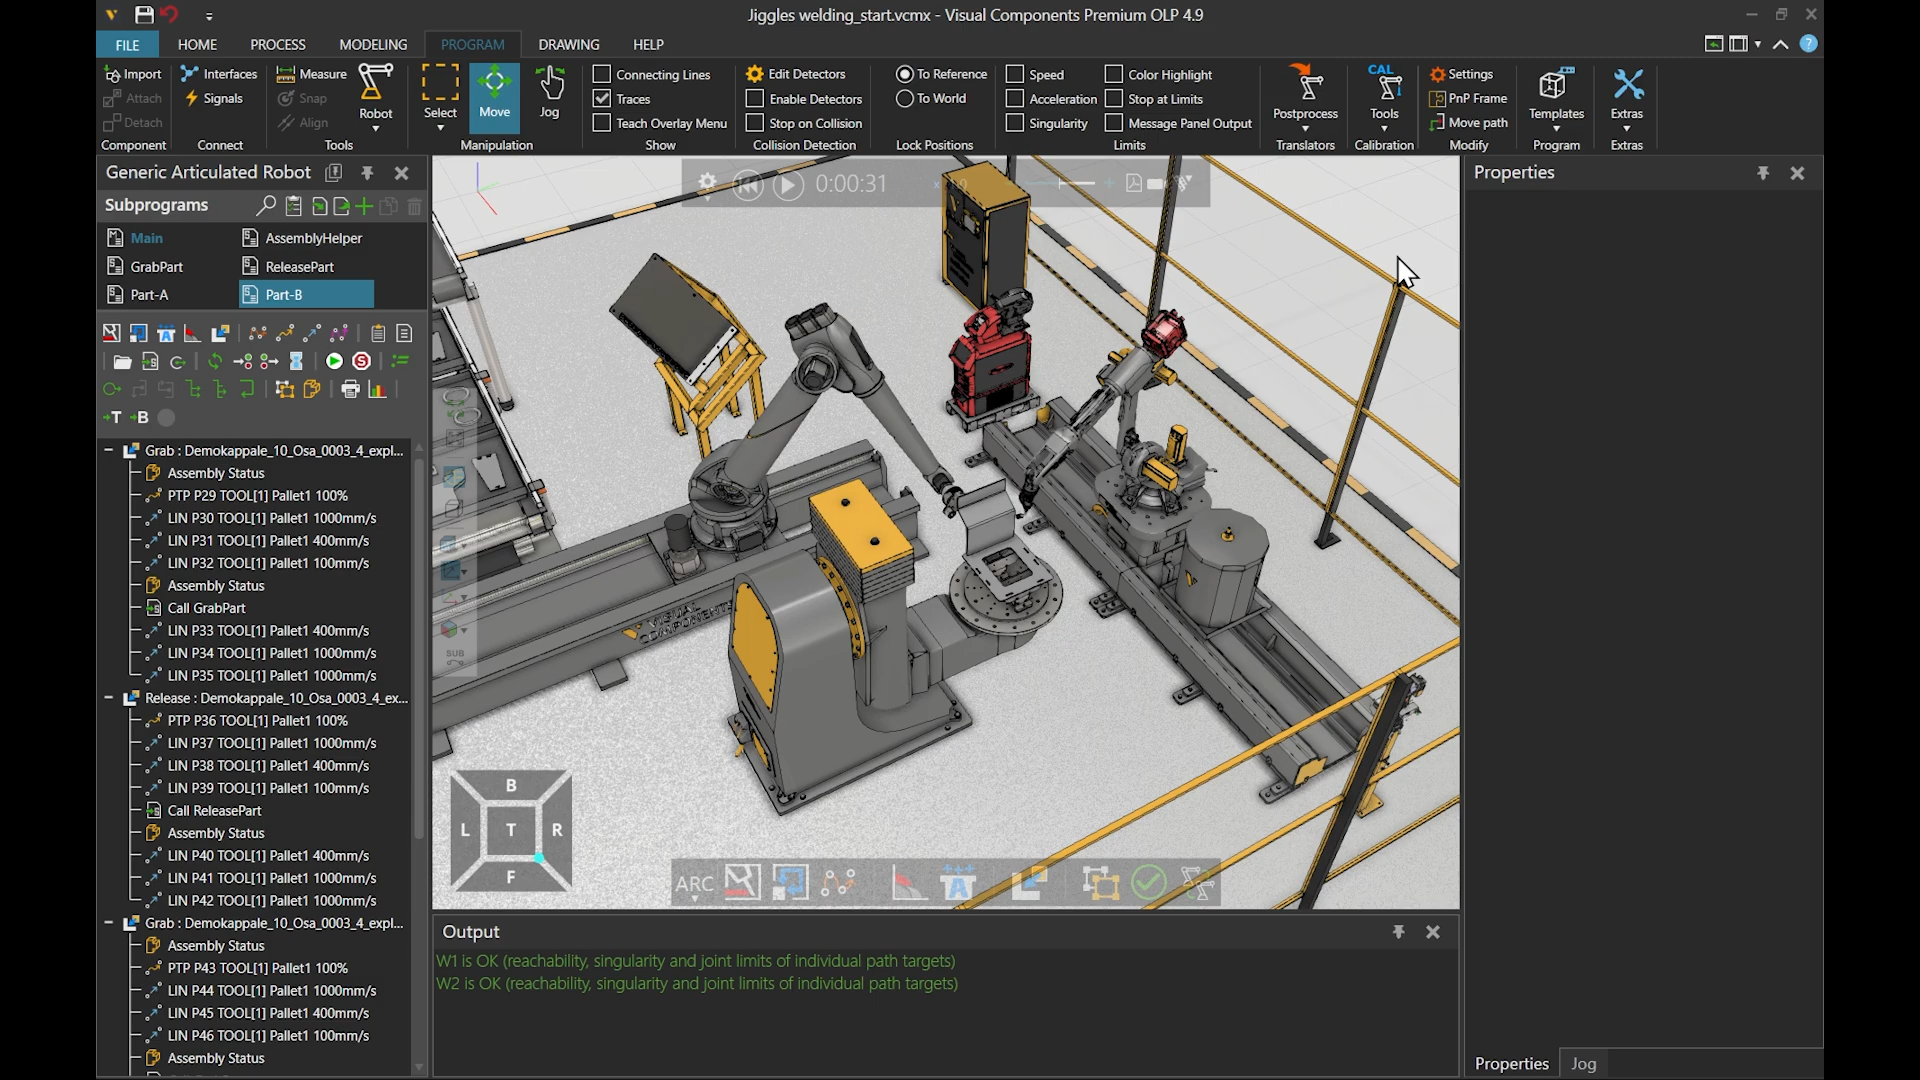 Jiggles welding_start.vcmx - Visual Components Premium OLP 4.9
FILE HOME PROCESS MODELING PROGRAM DRAWING HELP
Import Interfaces Measure Connecting Lines Edit Detectors To Reference Speed Color Highlight CAL Settings
Attach Signals Snap Traces Enable Detectors To World Acceleration Stop at Limits PnP Frame
Detach Align Robot Select Move Jog Teach Overlay Menu Stop on Collision Singularity Message Panel Output Postprocess Tools Move path Templates Extras
Component Connect Tools Manipulation Show Collision Detection Lock Positions Limits Translators Calibration Modify Program Extras
Generic Articulated Robot
Subprograms
Main AssemblyHelper
GrabPart ReleasePart
Part-A Part-B
T B
Grab : Demokappale_10_Osa_0003_4_expl...
Assembly Status
PTP P29 TOOL[1] Pallet1 100%
LIN P30 TOOL[1] Pallet1 1000mm/s
LIN P31 TOOL[1] Pallet1 400mm/s
LIN P32 TOOL[1] Pallet1 100mm/s
Assembly Status
Call GrabPart
LIN P33 TOOL[1] Pallet1 400mm/s
LIN P34 TOOL[1] Pallet1 1000mm/s
LIN P35 TOOL[1] Pallet1 1000mm/s
Release : Demokappale_10_Osa_0003_4_ex...
PTP P36 TOOL[1] Pallet1 100%
LIN P37 TOOL[1] Pallet1 1000mm/s
LIN P38 TOOL[1] Pallet1 400mm/s
LIN P39 TOOL[1] Pallet1 100mm/s
Call ReleasePart
Assembly Status
LIN P40 TOOL[1] Pallet1 400mm/s
LIN P41 TOOL[1] Pallet1 1000mm/s
LIN P42 TOOL[1] Pallet1 1000mm/s
Grab : Demokappale_10_Osa_0003_4_expl...
Assembly Status
PTP P43 TOOL[1] Pallet1 100%
LIN P44 TOOL[1] Pallet1 1000mm/s
LIN P45 TOOL[1] Pallet1 400mm/s
LIN P46 TOOL[1] Pallet1 100mm/s
Assembly Status
0:00:31
VISUAL
COMPONENTS
SUB
B
L T R
F
ARC
Output
W1 is OK (reachability, singularity and joint limits of individual path targets)
W2 is OK (reachability, singularity and joint limits of individual path targets)
Properties
Properties Jog